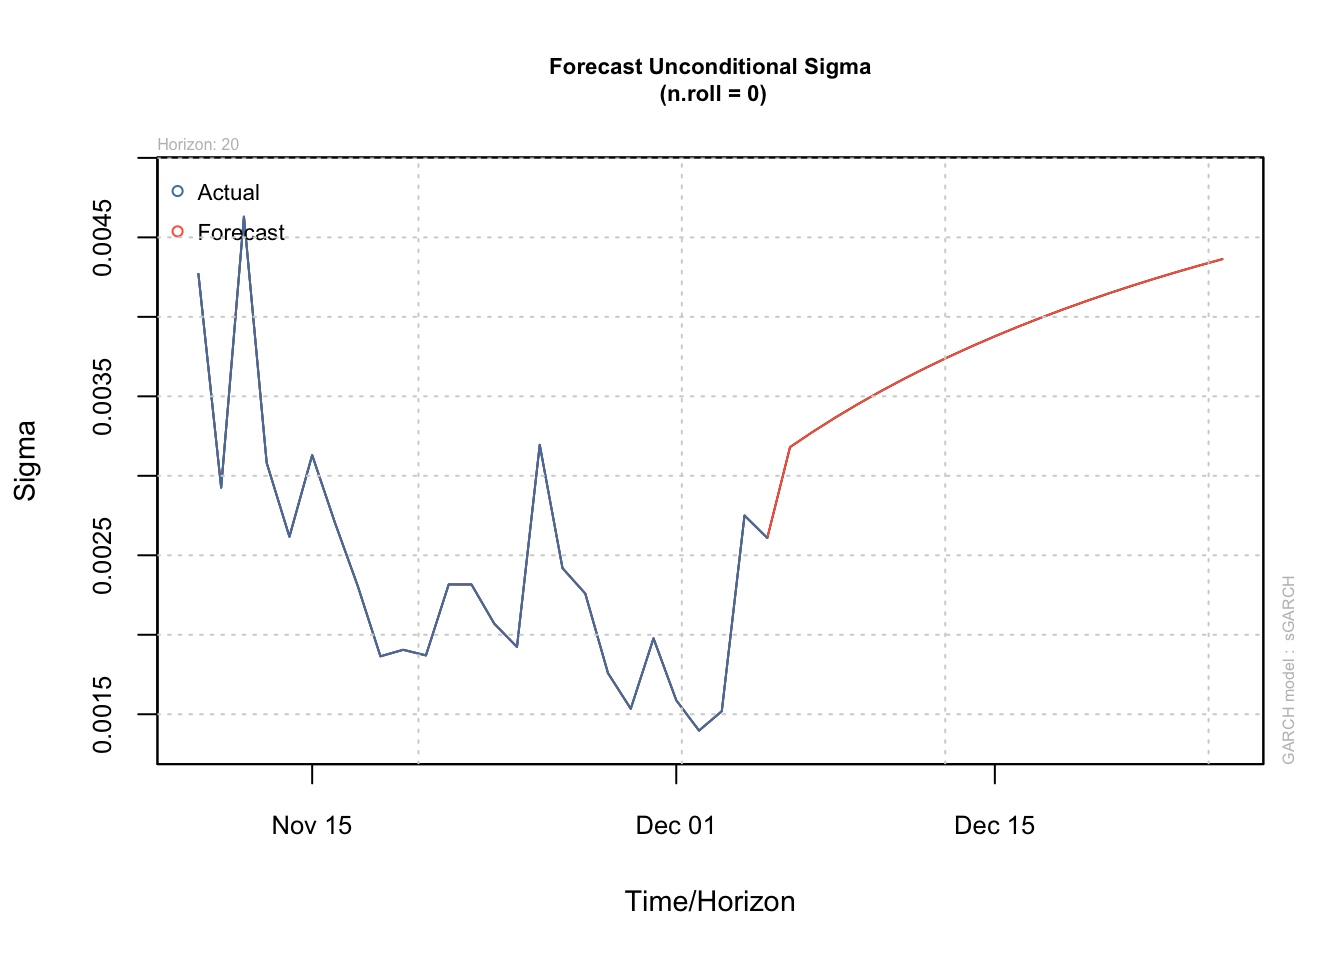 Forecast Unconditional Sigma
(n.roll = 0)
Horizon: 20
Actual
Forecast
0.0045
0.0035
0.0025
0.0015
Sigma
Nov 15
Dec 01
Dec 15
Time/Horizon
GARCH model : sGARCH